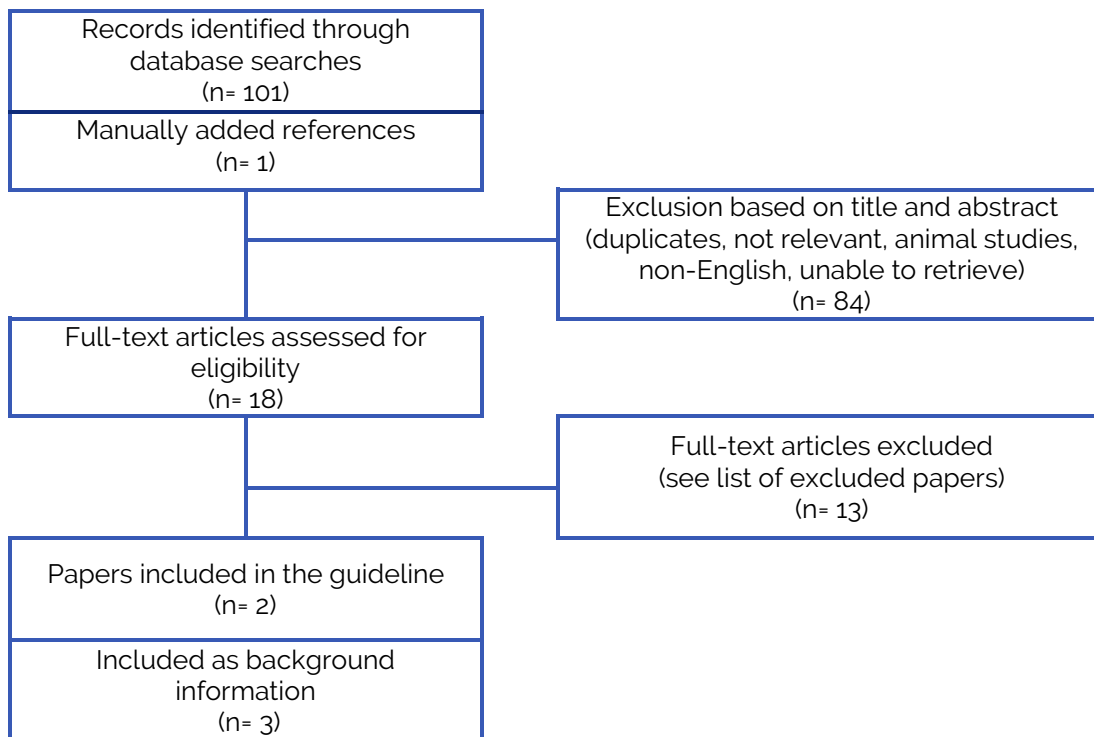 Records identified through
database searches
(n= 101)
Manually added references
(n= 1)
Exclusion based on title and abstract
(duplicates, not relevant, animal studies,
non-English, unable to retrieve)
(n= 84)
Full-text articles assessed for
eligibility
(n= 18)
Full-text articles excluded
(see list of excluded papers)
(n= 13)
Papers included in the guideline
(n= 2)
Included as background
information
(n= 3)